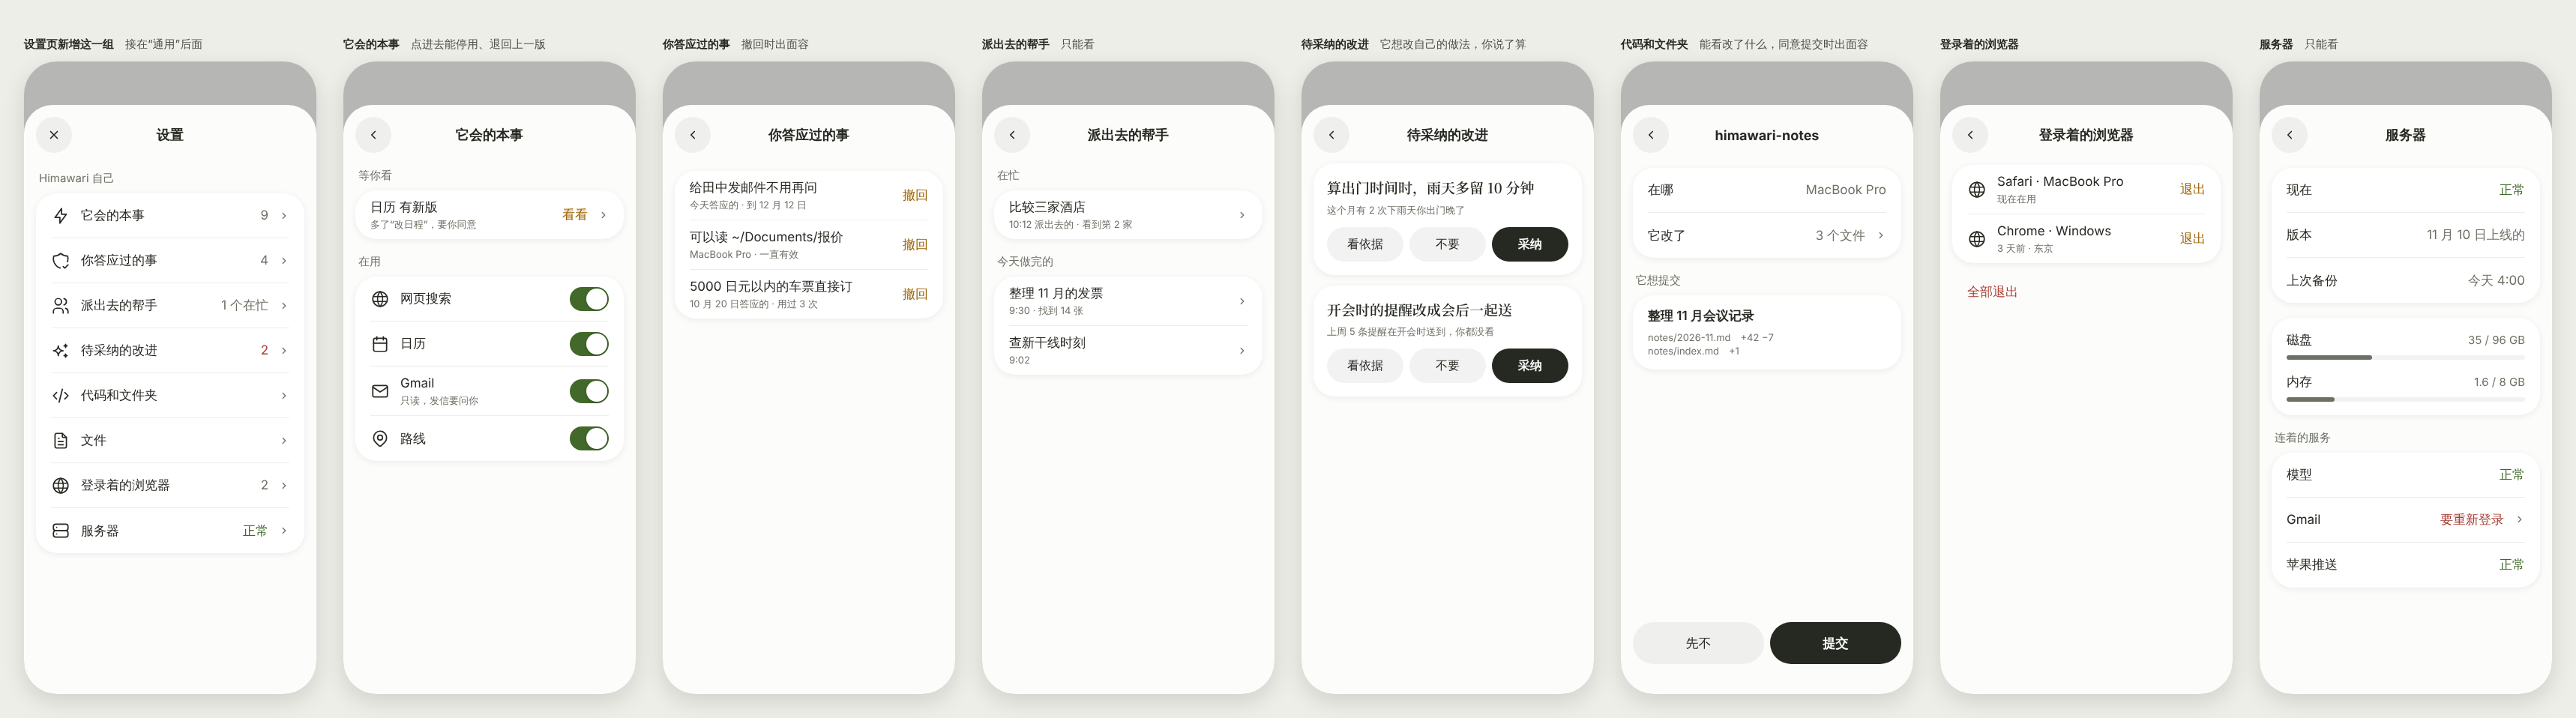 设置页新增这一组 接在“通用”后面
设置
Himawari 自己
它会的本事 9
你答应过的事 4
派出去的帮手 1 个在忙
待采纳的改进 2
代码和文件夹
文件
登录着的浏览器 2
服务器 正常
它会的本事 点进去能停用、退回上一版
它会的本事
等你看
日历 有新版 看看
多了“改日程”，要你同意
在用
网页搜索
日历
Gmail
只读，发信要问你
路线
你答应过的事 撤回时出面容
你答应过的事
给田中发邮件不用再问 撤回
今天答应的 · 到 12 月 12 日
可以读 ~/Documents/报价 撤回
MacBook Pro · 一直有效
5000 日元以内的车票直接订 撤回
10 月 20 日答应的 · 用过 3 次
派出去的帮手 只能看
派出去的帮手
在忙
比较三家酒店
10:12 派出去的 · 看到第 2 家
今天做完的
整理 11 月的发票
9:30 · 找到 14 张
查新干线时刻
9:02
待采纳的改进 它想改自己的做法，你说了算
待采纳的改进
算出门时间时，雨天多留 10 分钟
这个月有 2 次下雨天你出门晚了
看依据 不要 采纳
开会时的提醒改成会后一起送
上周 5 条提醒在开会时送到，你都没看
看依据 不要 采纳
代码和文件夹 能看改了什么，同意提交时出面容
himawari-notes
在哪 MacBook Pro
它改了 3 个文件
它想提交
整理 11 月会议记录
notes/2026-11.md +42 −7
notes/index.md +1
先不 提交
登录着的浏览器
登录着的浏览器
Safari · MacBook Pro 退出
现在在用
Chrome · Windows 退出
3 天前 · 东京
全部退出
服务器 只能看
服务器
现在 正常
版本 11 月 10 日上线的
上次备份 今天 4:00
磁盘 35 / 96 GB
内存 1.6 / 8 GB
连着的服务
模型 正常
Gmail 要重新登录
苹果推送 正常